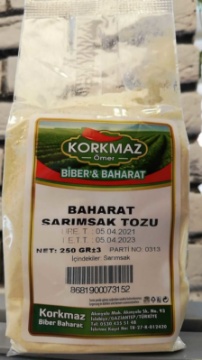 KORKMAZ
Ömer
BİBER & BAHARAT
BAHARAT
SARIMSAK TOZU
ÜRE.T. :05.04.2021
T.E.T.T. :05.04.2023
NET: 250 GR±3 PARTİ NO: 0313
İçindekiler: Sarımsak
8681900073152
Korkmaz
Biber Baharat